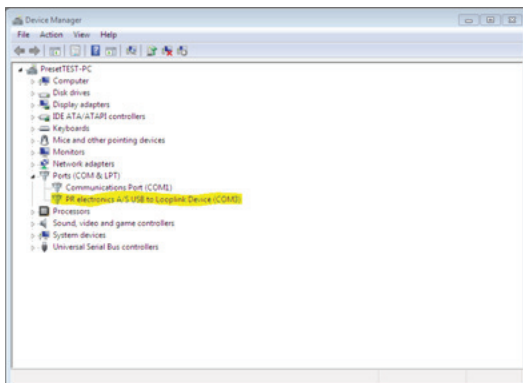 Device Manager
File Action View Help
PresetTEST-PC
Computer
Disk drives
Display adapters
IDE ATA/ATAPI controllers
Keyboards
Mice and other pointing devices
Monitors
Network adapters
Ports (COM & LPT)
Communications Port (COM1)
PR electronics A/S USB to Looplink Device (COM3)
Processors
Sound, video and game controllers
System devices
Universal Serial Bus controllers